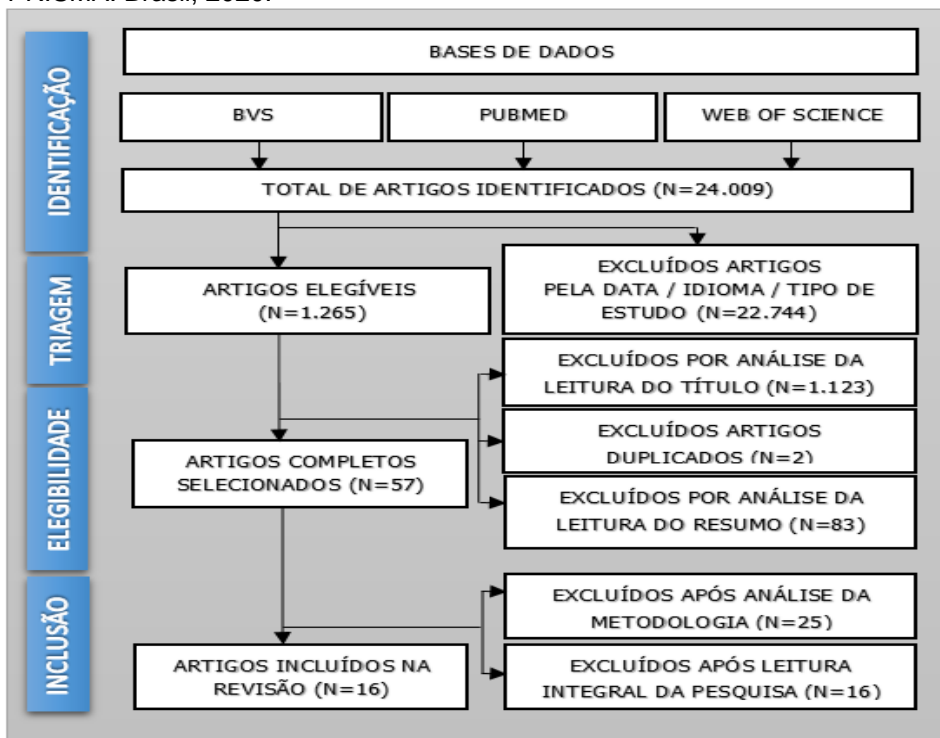 BASES DE DADOS
BVS
PUBMED
WEB OF SCIENCE
TOTAL DE ARTIGOS IDENTIFICADOS (N=24.009)
IDENTIFICAÇÃO
ARTIGOS ELEGÍVEIS
(N=1.265)
EXCLUÍDOS ARTIGOS
PELA DATA / IDIOMA / TIPO DE
ESTUDO (N=22.744)
TRIAGEM
EXCLUÍDOS POR ANÁLISE DA
LEITURA DO TÍTULO (N=1.123)
EXCLUÍDOS ARTIGOS
DUPLICADOS (N=2)
ARTIGOS COMPLETOS
SELECIONADOS (N=57)
EXCLUÍDOS POR ANÁLISE DA
LEITURA DO RESUMO (N=83)
ELEGIBILIDADE
EXCLUÍDOS APÓS ANÁLISE DA
METODOLOGIA (N=25)
ARTIGOS INCLUÍDOS NA
REVISÃO (N=16)
EXCLUÍDOS APÓS LEITURA
INTEGRAL DA PESQUISA (N=16)
INCLUSÃO